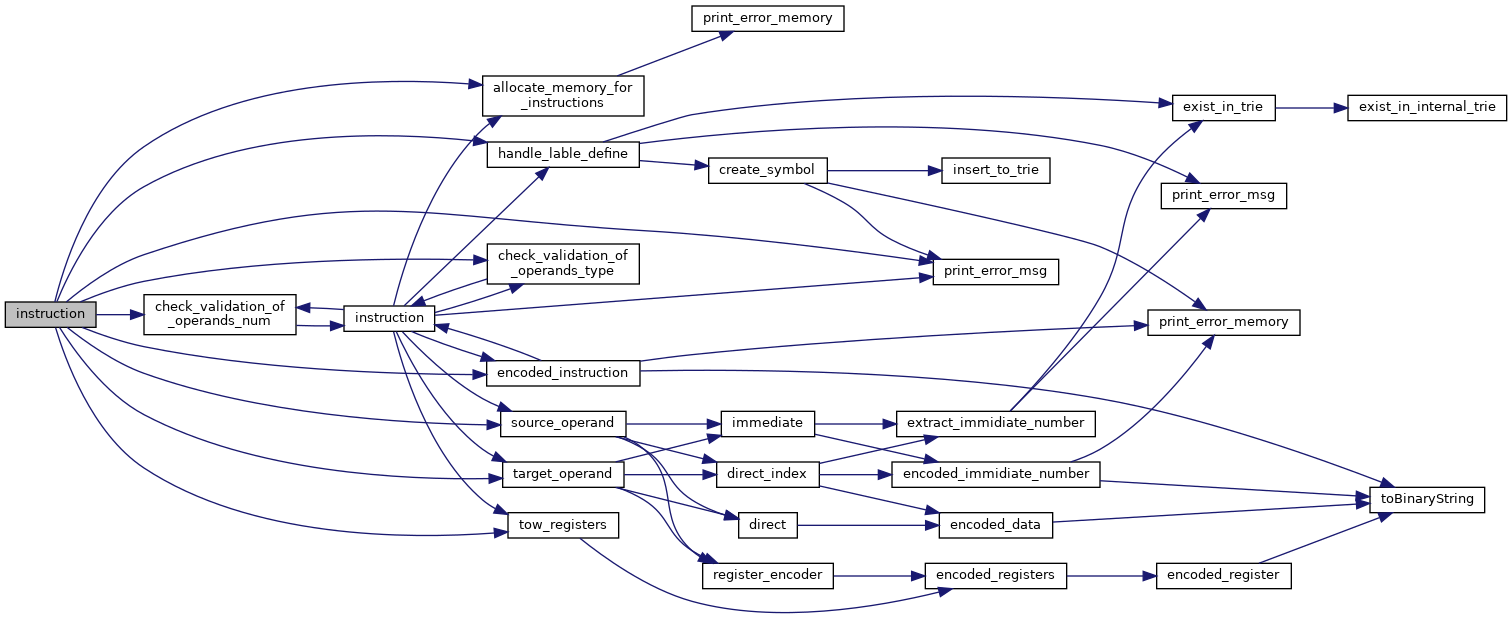 print_error_memory
allocate_memory_for
_instructions
exist_in_trie
exist_in_internal_trie
handle_lable_define
create_symbol
insert_to_trie
print_error_msg
check_validation_of
_operands_type
print_error_msg
instruction
check_validation_of
_operands_num
instruction
print_error_memory
encoded_instruction
source_operand
immediate
extract_immidiate_number
target_operand
direct_index
encoded_immidiate_number
toBinaryString
tow_registers
direct
encoded_data
register_encoder
encoded_registers
encoded_register